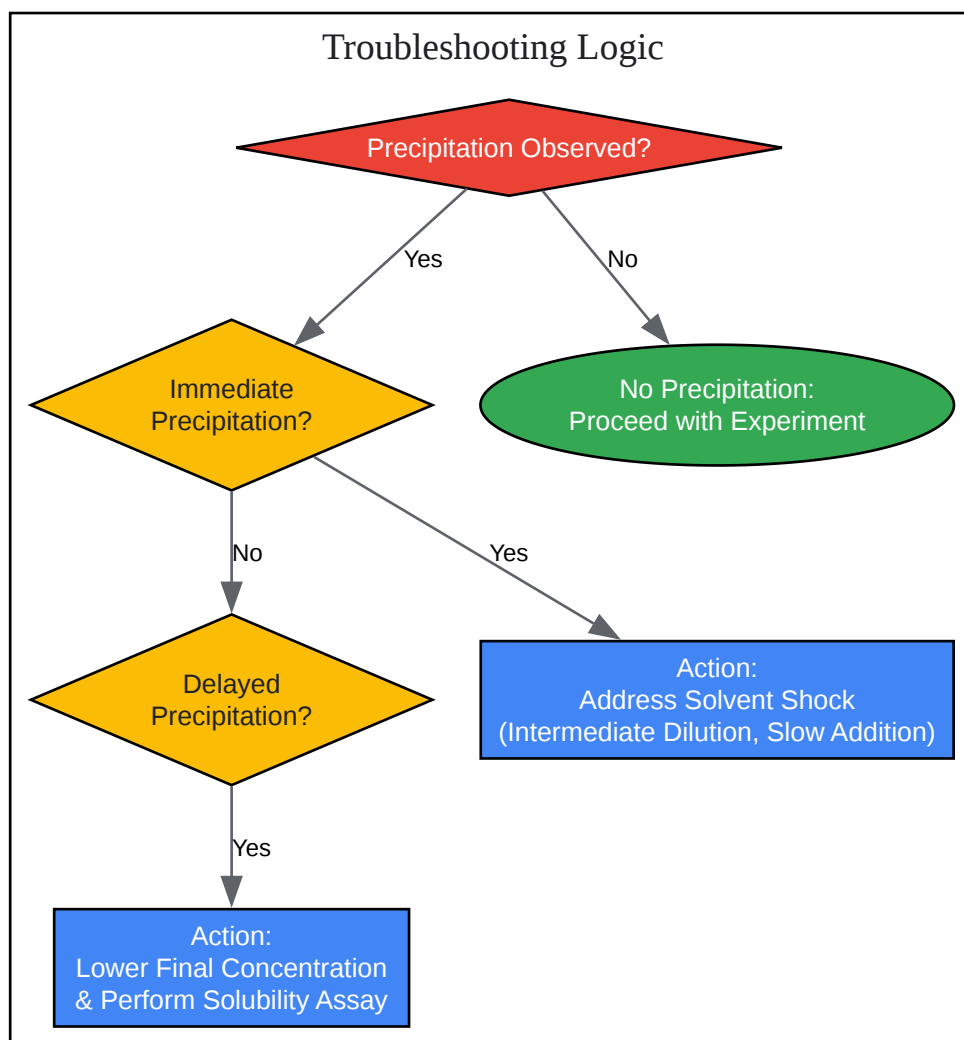 Troubleshooting Logic
Precipitation Observed?
Yes
No
Immediate
Precipitation?
No Precipitation:
Proceed with Experiment
No
Yes
Delayed
Precipitation?
Action:
Address Solvent Shock
(Intermediate Dilution, Slow Addition)
Yes
Action:
Lower Final Concentration
& Perform Solubility Assay